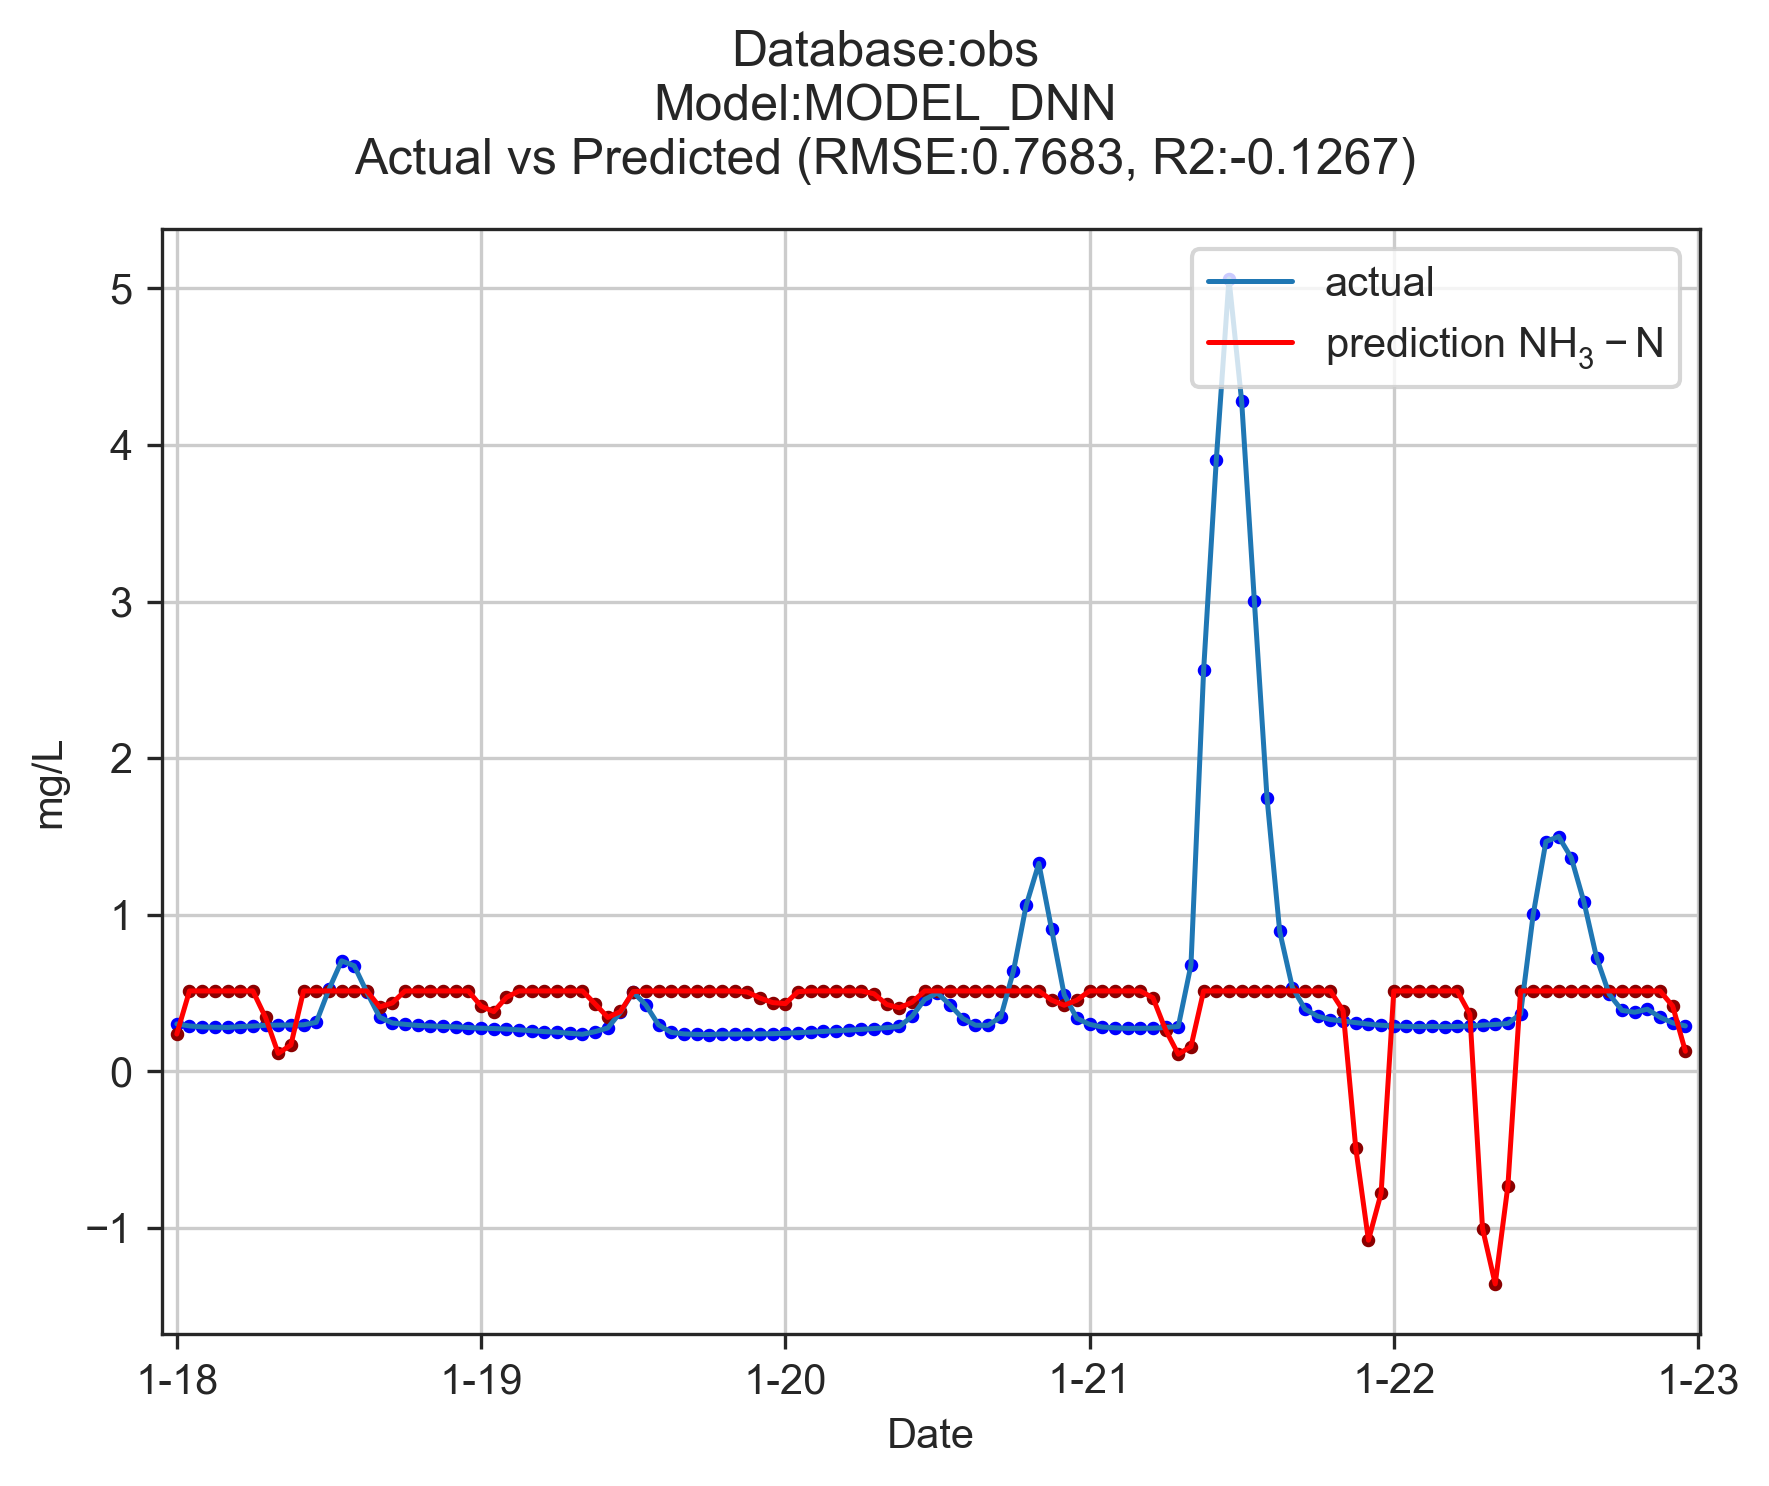 Database:obs
Model:MODEL_DNN
Actual vs Predicted (RMSE:0.7683, R2:-0.1267)
actual
prediction NH₃ − N
5
4
3
2
1
0
−1
mg/L
1-18 1-19 1-20 1-21 1-22 1-23
Date